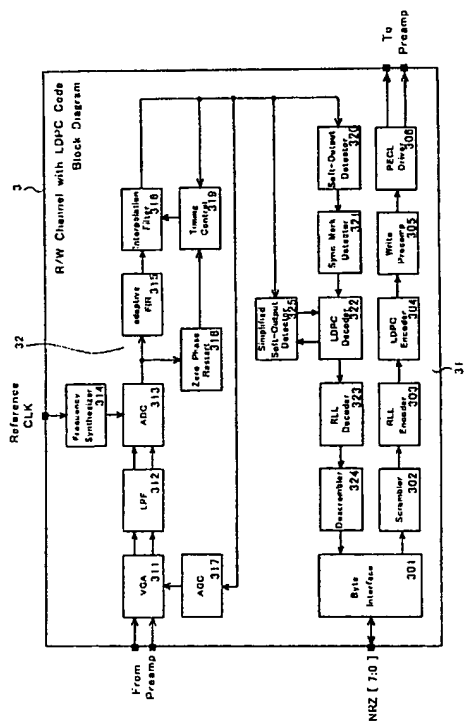 3
R/W Channel with LDPC Code
Block Diagram
32
Reference
CLK
Frequency
Synthesizer
314
From
Preamp
VGA
311
LPF
312
ADC
313
adaptive
FIR
315
Interpolation
Filter
316
AGC
317
Zero Phase
Restart
318
Timing
Control
319
Simplified
Soft-Output
Detector
325
NRZ [ 7:0 ]
Byte
Interface
301
Descrambler
324
RLL
Decoder
323
LDPC
Decoder
322
Sync Mark
Detector
321
Soft-Output
Detector
320
Scrambler
302
RLL
Encoder
303
LDPC
Encoder
304
Write
Precomp
305
PECL
Driver
306
To
Preamp
31